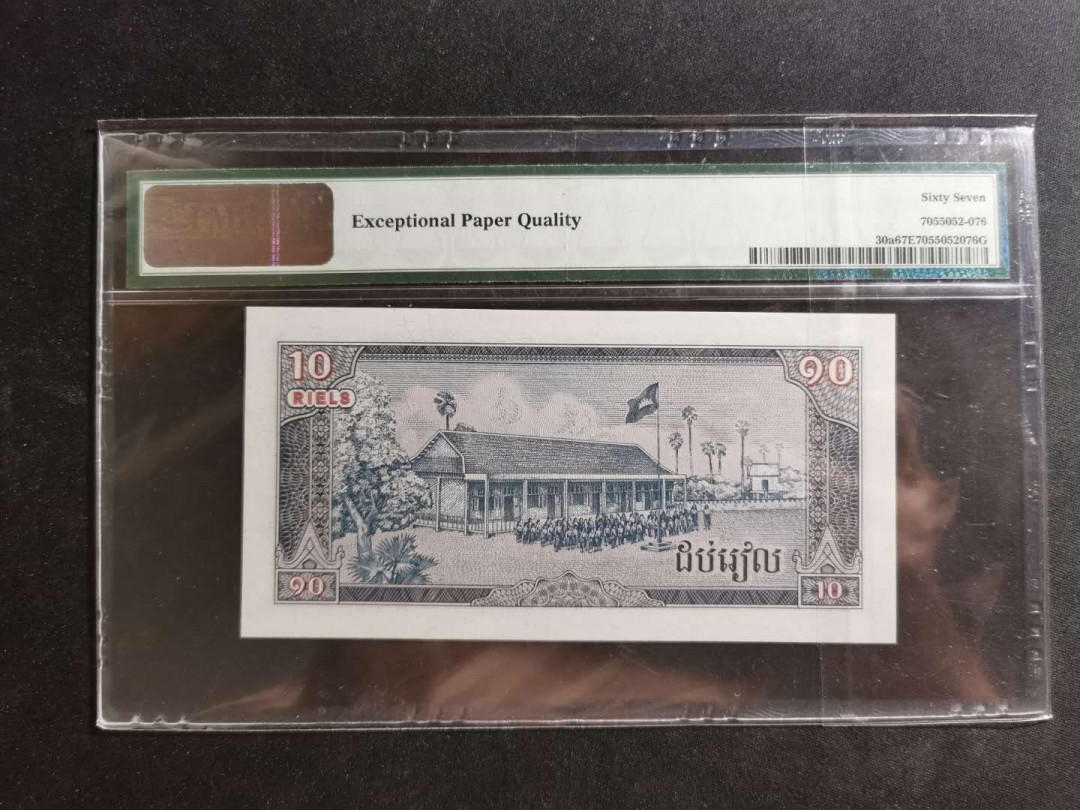 Exceptional Paper Quality
Sixty Seven
7055052-076
30a67E7055052076G
10
RIELS
១០
ដប់រៀល
១០
10